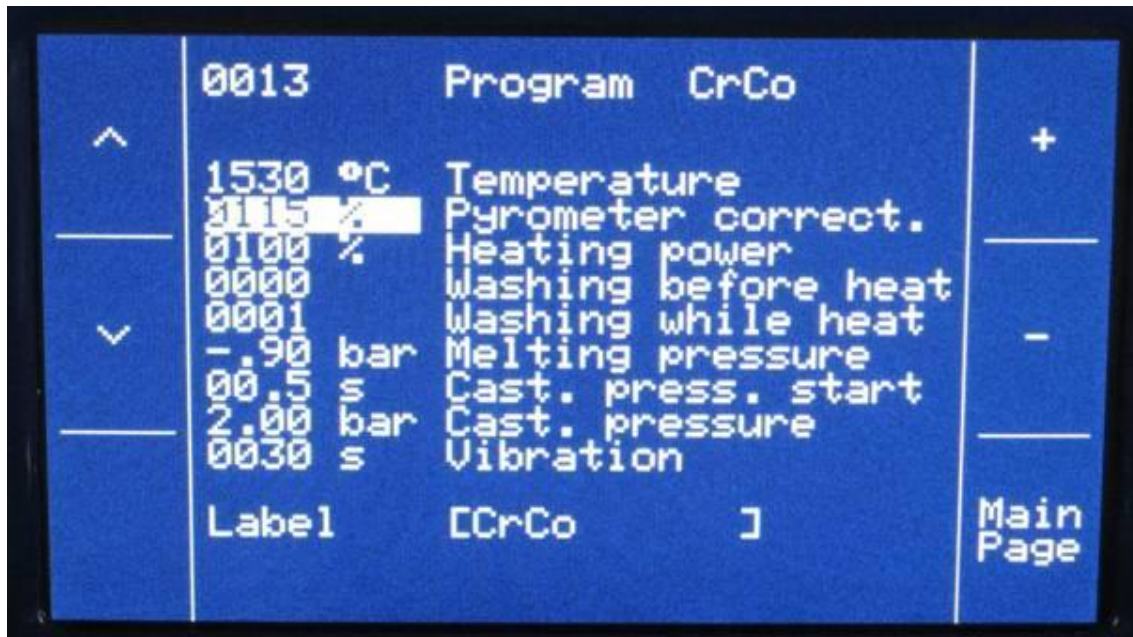 0013 Program CrCo
^
+
1530 °C Temperature
0115 % Pyrometer correct.
0100 % Heating power
0000 Washing before heat
0001 Washing while heat
-
-.90 bar Melting pressure
00.5 s Cast. press. start
2.00 bar Cast. pressure
0030 s Vibration
Label [CrCo ]
Main
Page